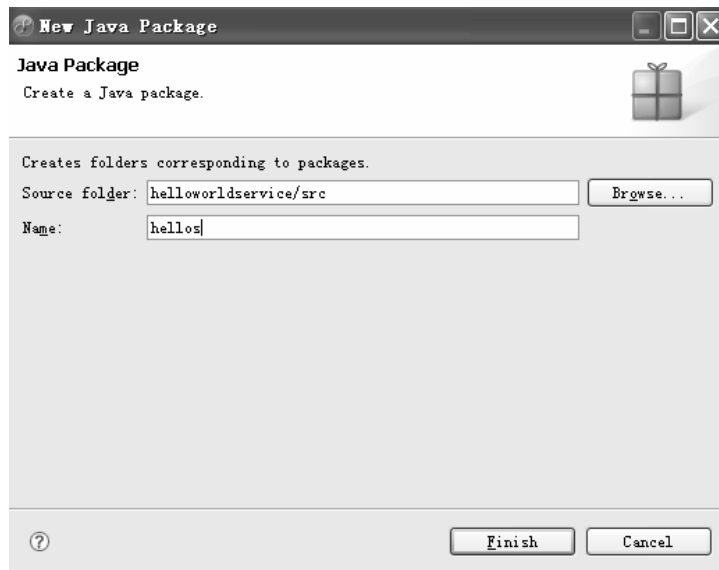 New Java Package
Java Package
Create a Java package.
Creates folders corresponding to packages.
Source folder: helloworldservice/src Browse...
Name: hellos
Finish Cancel